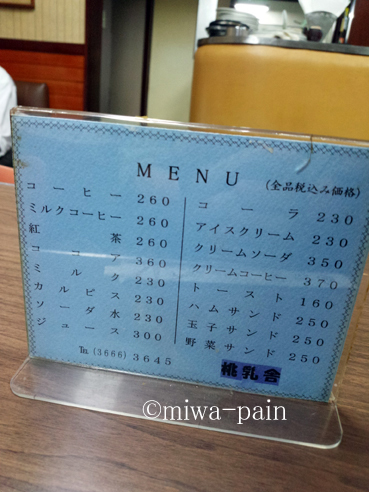 MENU
(全品税込み価格)
コーヒー 260
ミルクコーヒー 260
紅茶 260
ココア 360
ミルク 230
カルピス 230
ソーダ水 230
ジュース 300
℡(3666)3645
コーラ 230
アイスクリーム 230
クリームソーダ 350
クリームコーヒー 370
トースト 160
ハムサンド 250
玉子サンド 250
野菜サンド 250
桃乳舎
©miwa-pain